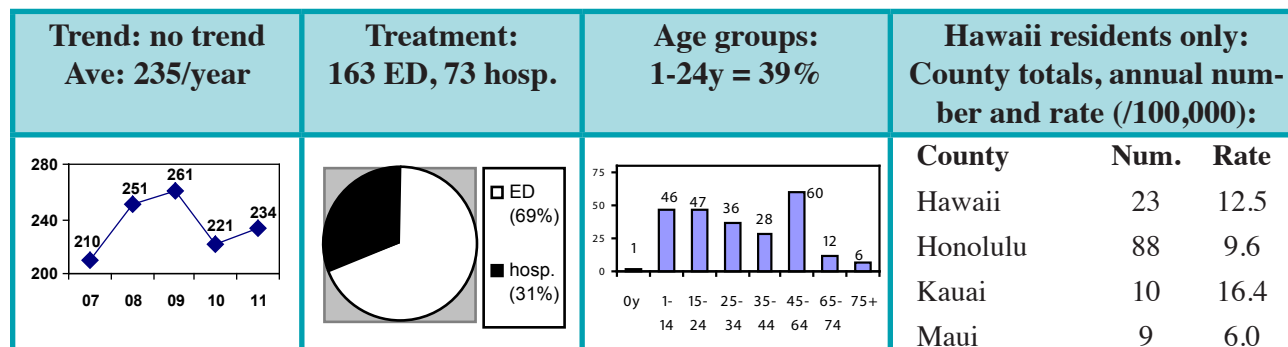 Trend: no trend
Ave: 235/year
Treatment:
163 ED, 73 hosp.
Age groups:
1-24y = 39%
Hawaii residents only:
County totals, annual num-
ber and rate (/100,000):
280
240
200
210
251
261
221
234
07 08 09 10 11
ED
(69%)
hosp.
(31%)
75
50
25
0
1 46 47 36 28 60 12 6
0y 1- 15- 25- 35- 45- 65- 75+
14 24 34 44 64 74
County Num. Rate
Hawaii 23 12.5
Honolulu 88 9.6
Kauai 10 16.4
Maui 9 6.0